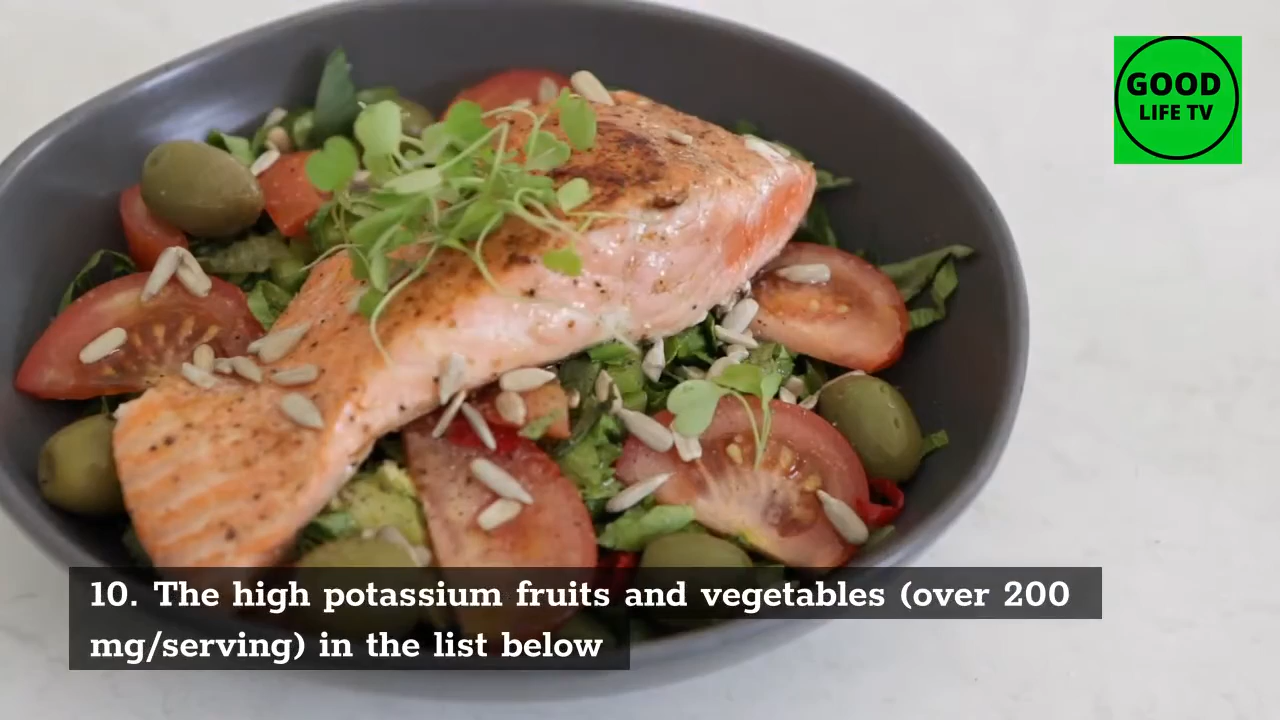 GOOD
LIFE TV
10. The high potassium fruits and vegetables (over 200
mg/serving) in the list below